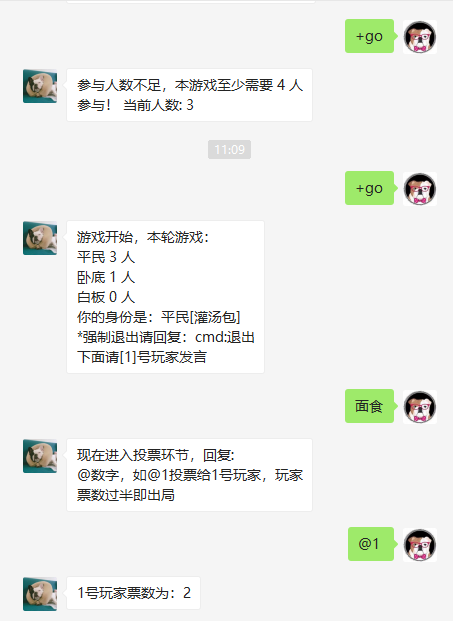 +go
参与人数不足，本游戏至少需要 4 人
参与！ 当前人数: 3
11:09
+go
游戏开始，本轮游戏：
平民 3 人
卧底 1 人
白板 0 人
你的身份是：平民[灌汤包]
*强制退出请回复：cmd:退出
下面请[1]号玩家发言
面食
现在进入投票环节，回复:
@数字，如@1投票给1号玩家，玩家
票数过半即出局
@1
1号玩家票数为：2